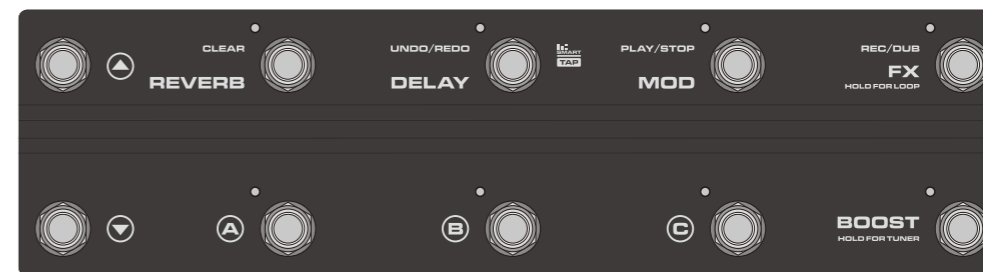 CLEAR
REVERB
UNDO/REDO
DELAY
SMART
TAP
PLAY/STOP
MOD
REC/DUB
FX
HOLD FOR LOOP
A
B
C
BOOST
HOLD FOR TUNER